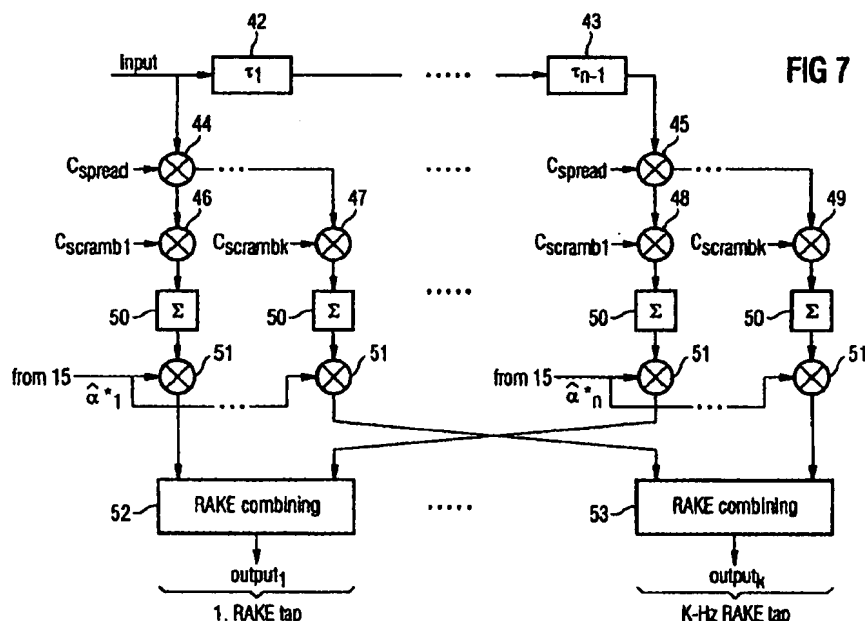 42
43
Input
τ1
.....
τn-1
FIG 7
44
45
Cspread
...
.....
Cspread
...
46
47
48
49
Cscramb1
Cscrambk
Cscramb1
Cscrambk
50
Σ
50
Σ
.....
50
Σ
50
Σ
51
51
51
51
from 15
α̂*1
...
from 15
α̂*n
...
52
RAKE combining
.....
53
RAKE combining
output1
outputk
1. RAKE tap
K-Hz RAKE tap